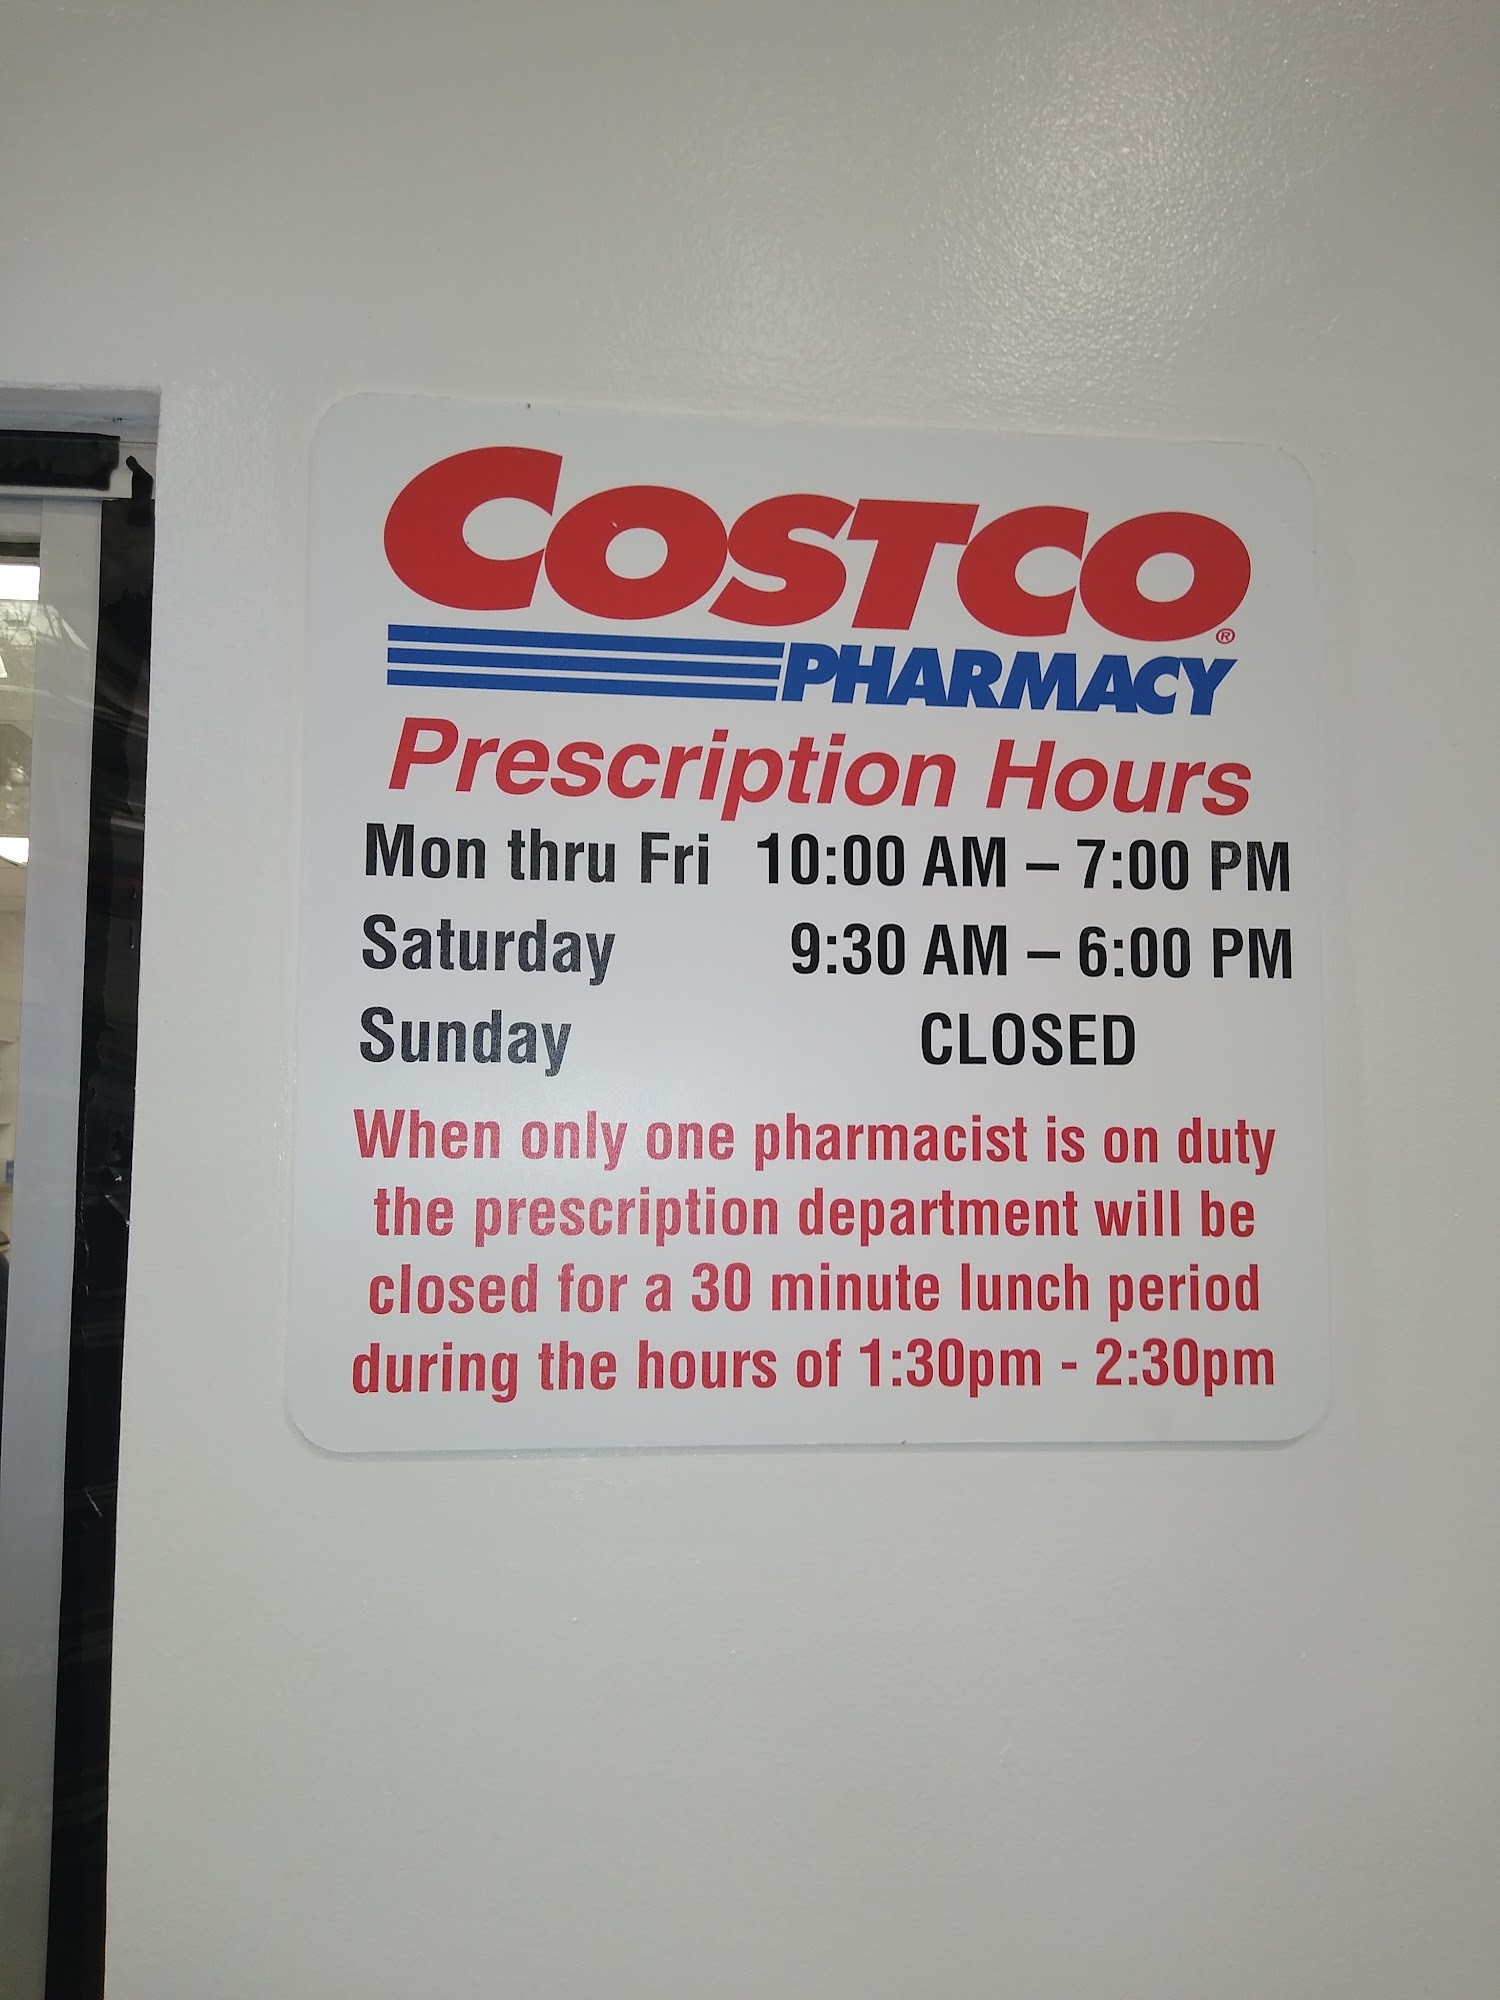 COSTCO®
PHARMACY
Prescription Hours
Mon thru Fri 10:00 AM – 7:00 PM
Saturday 9:30 AM – 6:00 PM
Sunday CLOSED
When only one pharmacist is on duty
the prescription department will be
closed for a 30 minute lunch period
during the hours of 1:30pm - 2:30pm